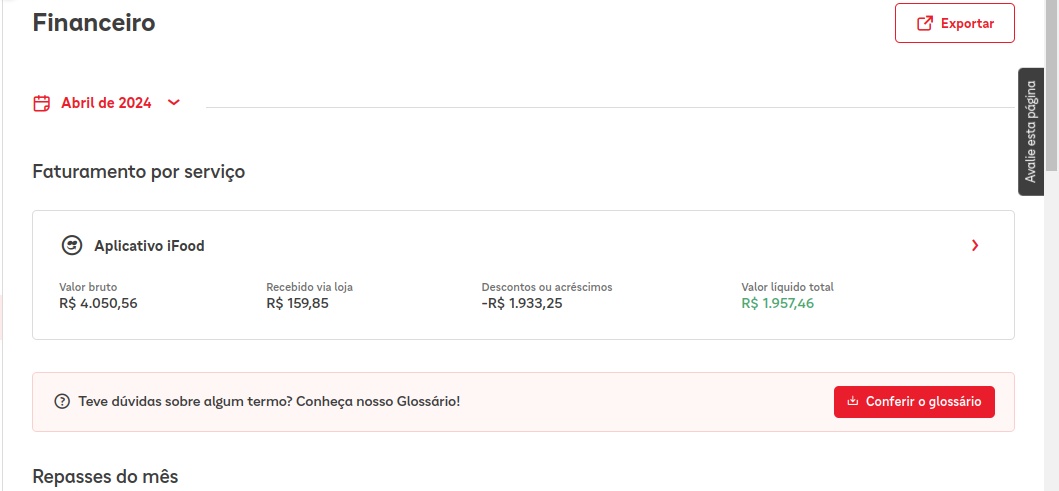 Financeiro
Exportar
Abril de 2024
Avalie esta página
Faturamento por serviço
Aplicativo iFood
Valor bruto
R$ 4.050,56
Recebido via loja
R$ 159,85
Descontos ou acréscimos
-R$ 1.933,25
Valor líquido total
R$ 1.957,46
Teve dúvidas sobre algum termo? Conheça nosso Glossário!
Conferir o glossário
Repasses do mês